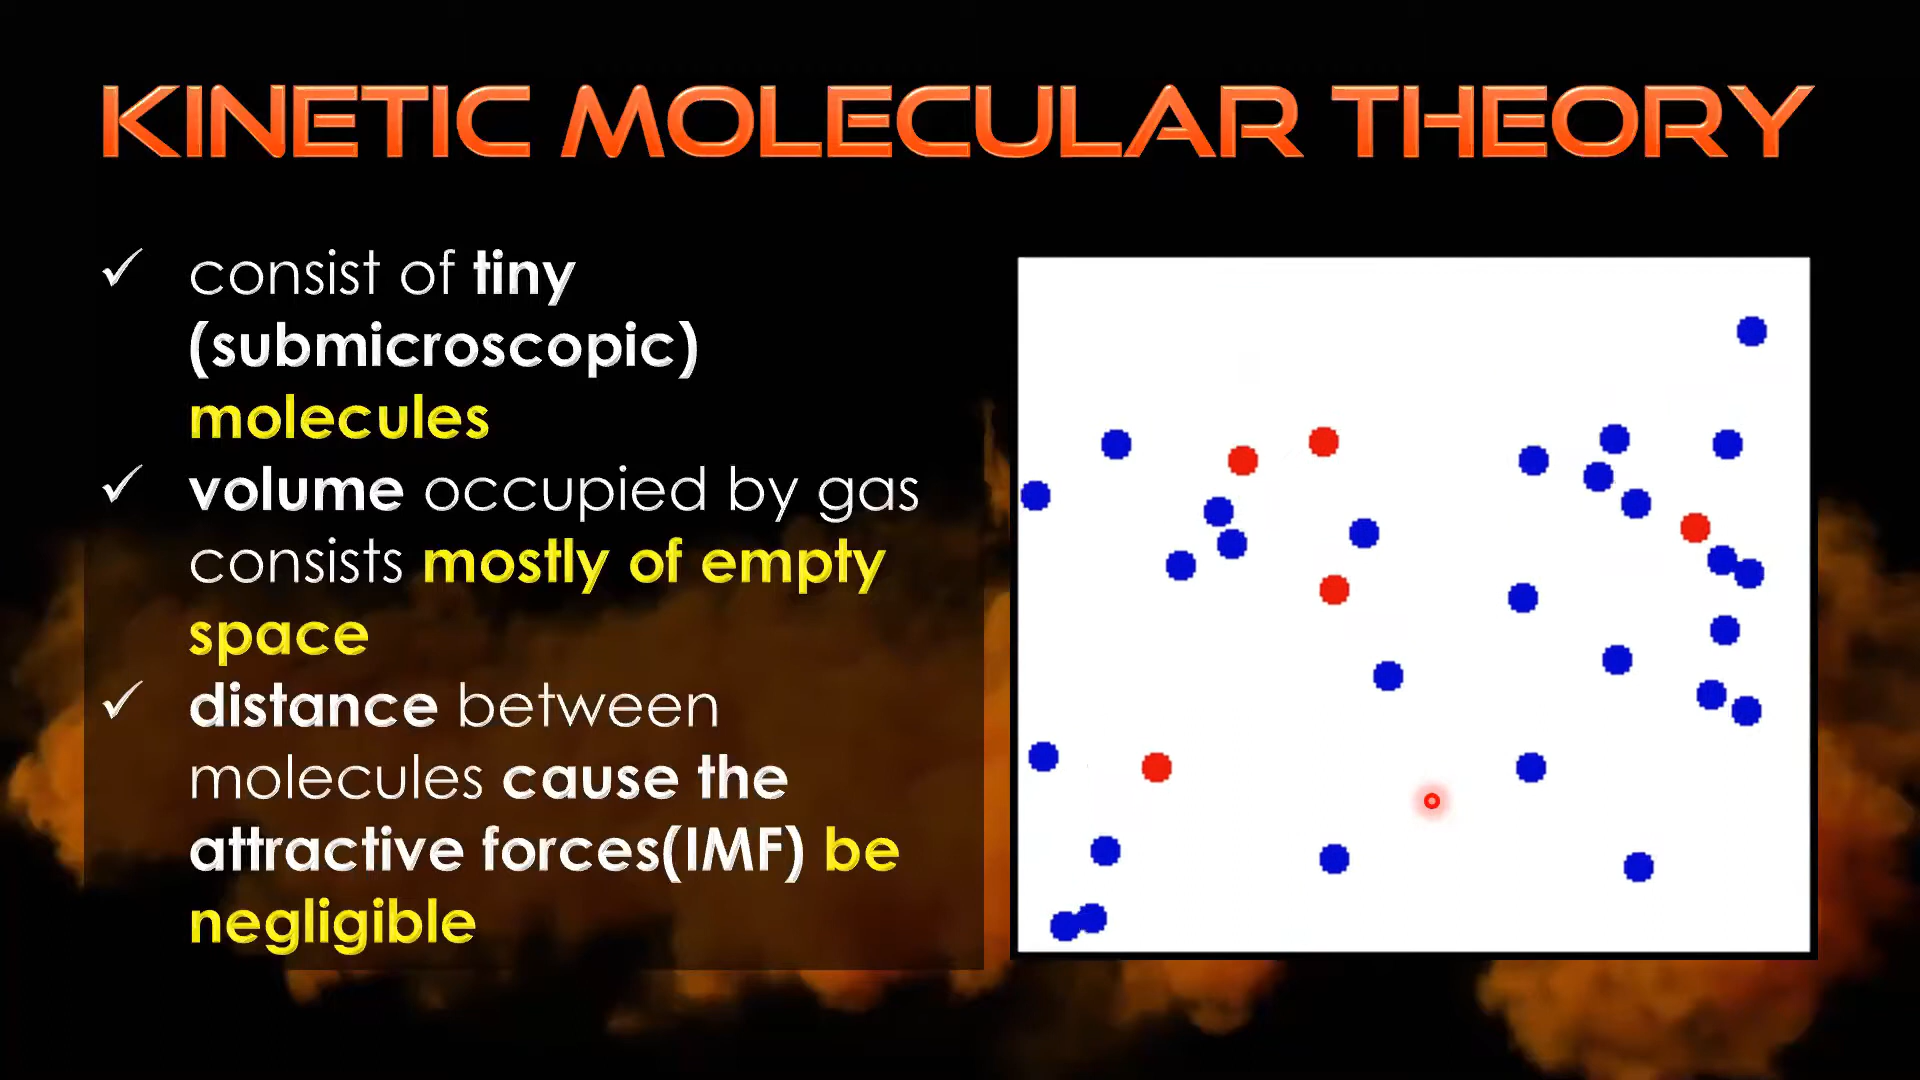 KINETIC MOLECULAR THEORY
✓ consist of tiny
(submicroscopic)
molecules
✓ volume occupied by gas
consists mostly of empty
space
✓ distance between
molecules cause the
attractive forces(IMF) be
negligible